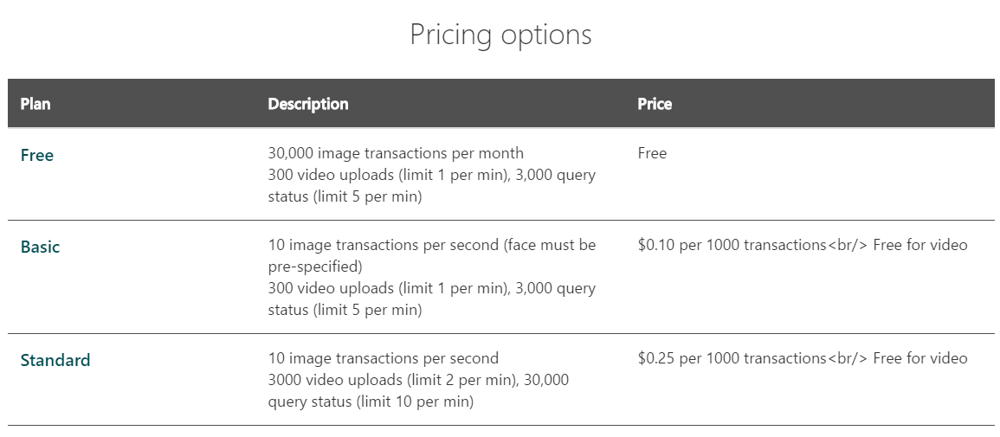 Pricing options
Plan Description Price
Free 30,000 image transactions per month Free
300 video uploads (limit 1 per min), 3,000 query
status (limit 5 per min)
Basic 10 image transactions per second (face must be $0.10 per 1000 transactions<br/> Free for video
pre-specified)
300 video uploads (limit 1 per min), 3,000 query
status (limit 5 per min)
Standard 10 image transactions per second $0.25 per 1000 transactions<br/> Free for video
3000 video uploads (limit 2 per min), 30,000
query status (limit 10 per min)